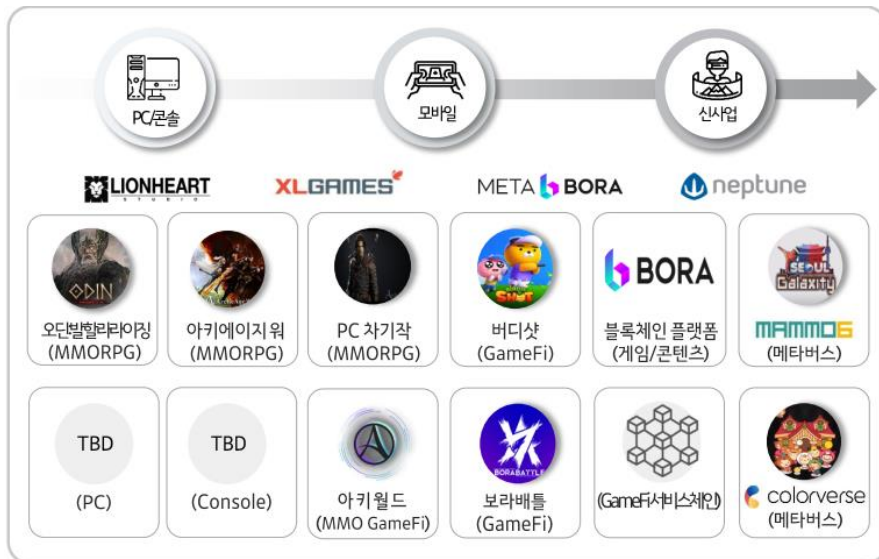 PC/콘솔
모바일
신사업
LIONHEART
STUDIO
XLGAMES
META BORA
neptune
ODIN
오딘발할라라이징
(MMORPG)
아키에이지 워
(MMORPG)
PC 차기작
(MMORPG)
SHOT
버디샷
(GameFi)
BORA
블록체인 플랫폼
(게임/콘텐츠)
SEOUL
Galaxity
MAMMO6
(메타버스)
TBD
(PC)
TBD
(Console)
아키월드
(MMO GameFi)
BORABATTLE
보라배틀
(GameFi)
(GameFi서비스체인)
colorverse
(메타버스)